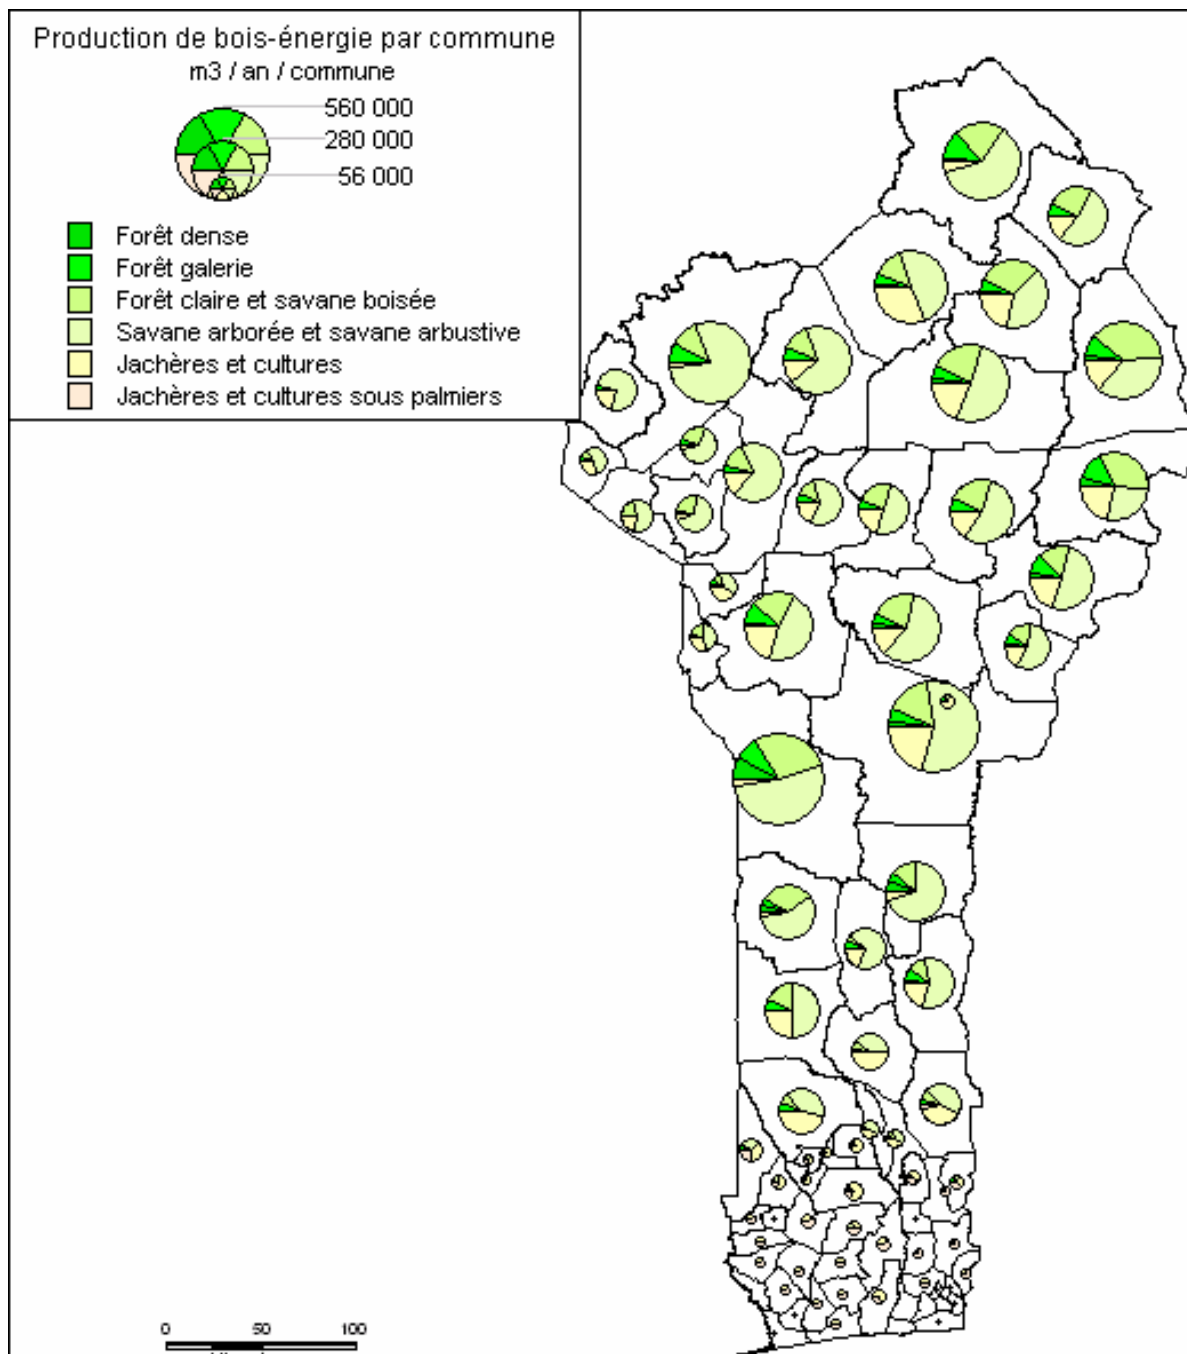 Production de bois-énergie par commune
m3 / an / commune
560 000
280 000
56 000
Forêt dense
Forêt galerie
Forêt claire et savane boisée
Savane arborée et savane arbustive
Jachères et cultures
Jachères et cultures sous palmiers
0 50 100